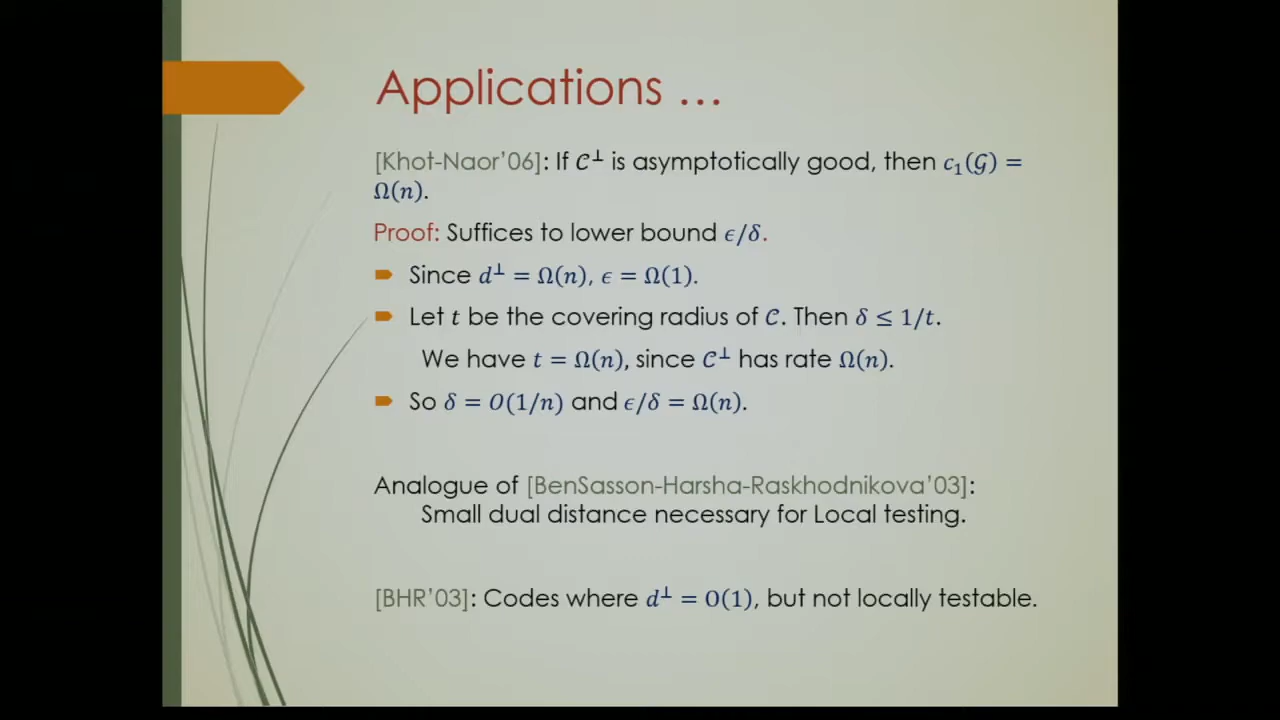 Applications …
[Khot-Naor’06]: If 𝒞⊥ is asymptotically good, then c₁(𝒢) =
Ω(n).
Proof: Suffices to lower bound ϵ/δ.
Since d⊥ = Ω(n), ϵ = Ω(1).
Let t be the covering radius of 𝒞. Then δ ≤ 1/t.
We have t = Ω(n), since 𝒞⊥ has rate Ω(n).
So δ = O(1/n) and ϵ/δ = Ω(n).
Analogue of [BenSasson-Harsha-Raskhodnikova’03]:
Small dual distance necessary for Local testing.
[BHR’03]: Codes where d⊥ = O(1), but not locally testable.